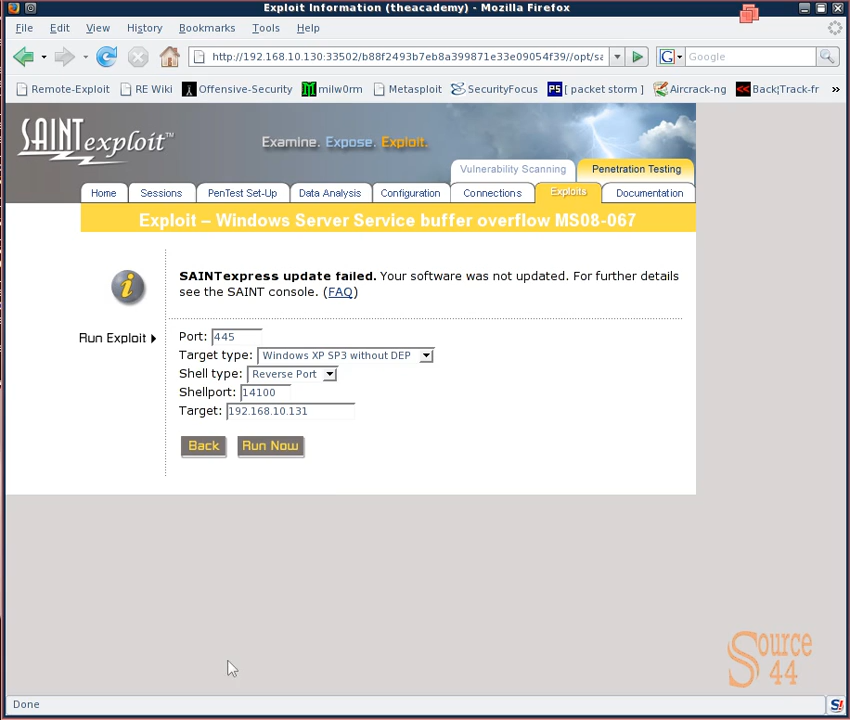 Exploit Information (theacademy) - Mozilla Firefox
File Edit View History Bookmarks Tools Help
http://192.168.10.130:33502/b88f2493b7eb8a399871e33e09054f39//opt/sa
G Google
Remote-Exploit RE Wiki Offensive-Security milw0rm Metasploit SecurityFocus PS [ packet storm ] Aircrack-ng Back¦Track-fr »
SAINTexploit™
Examine. Expose. Exploit.
Vulnerability Scanning Penetration Testing
Home Sessions PenTest Set-Up Data Analysis Configuration Connections Exploits Documentation
Exploit – Windows Server Service buffer overflow MS08-067
SAINTexpress update failed. Your software was not updated. For further details
see the SAINT console. (FAQ)
Run Exploit
Port: 445
Target type: Windows XP SP3 without DEP
Shell type: Reverse Port
Shellport: 14100
Target: 192.168.10.131
Back Run Now
Source
44
Done
S!